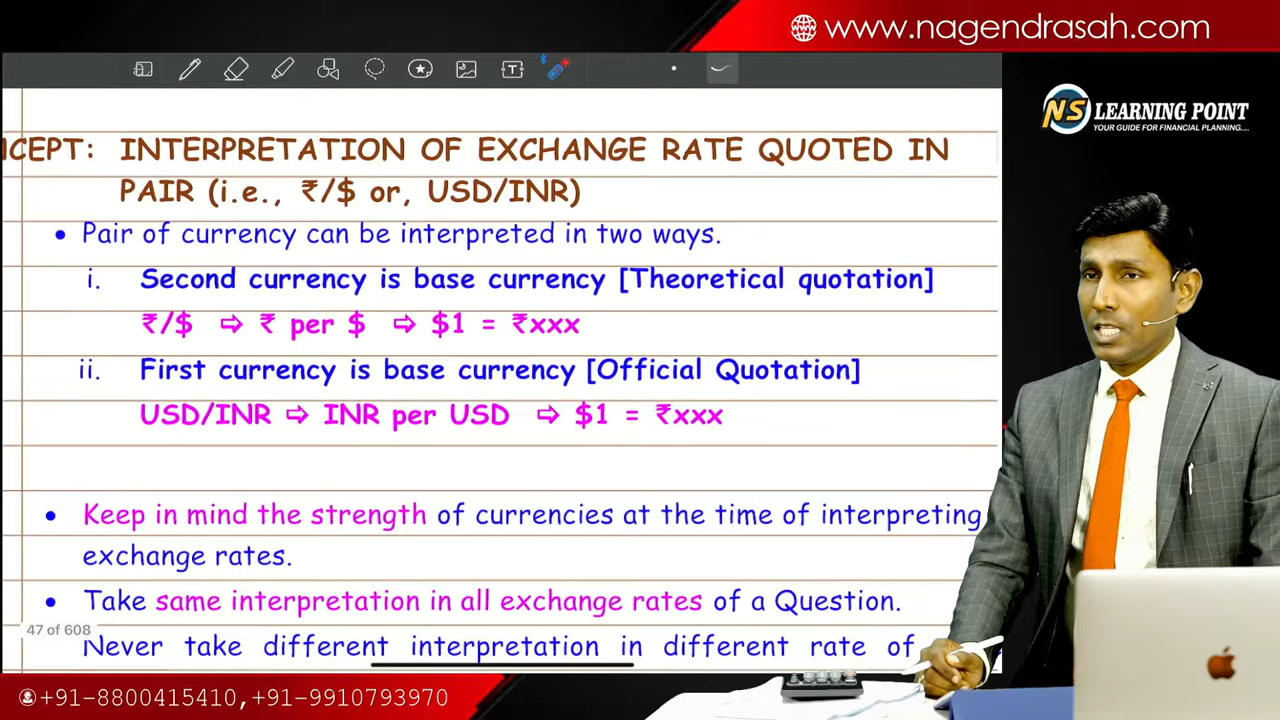 www.nagendrasah.com
NS LEARNING POINT
YOUR GUIDE FOR FINANCIAL PLANNING....
NCEPT: INTERPRETATION OF EXCHANGE RATE QUOTED IN
PAIR (i.e., ₹/$ or, USD/INR)
• Pair of currency can be interpreted in two ways.
i. Second currency is base currency [Theoretical quotation]
₹/$ ⇨ ₹ per $ ⇨ $1 = ₹xxx
ii. First currency is base currency [Official Quotation]
USD/INR ⇨ INR per USD ⇨ $1 = ₹xxx
• Keep in mind the strength of currencies at the time of interpreting
exchange rates.
• Take same interpretation in all exchange rates of a Question.
47 of 608
Never take different interpretation in different rate of
+91-8800415410,+91-9910793970